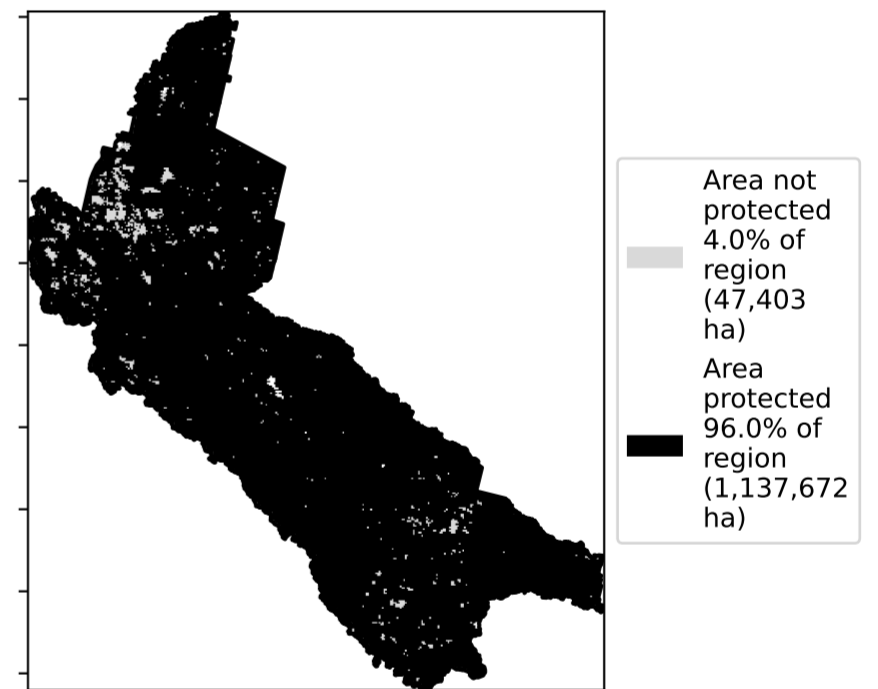 Area not
protected
4.0% of
region
(47,403
ha)
Area
protected
96.0% of
region
(1,137,672
ha)